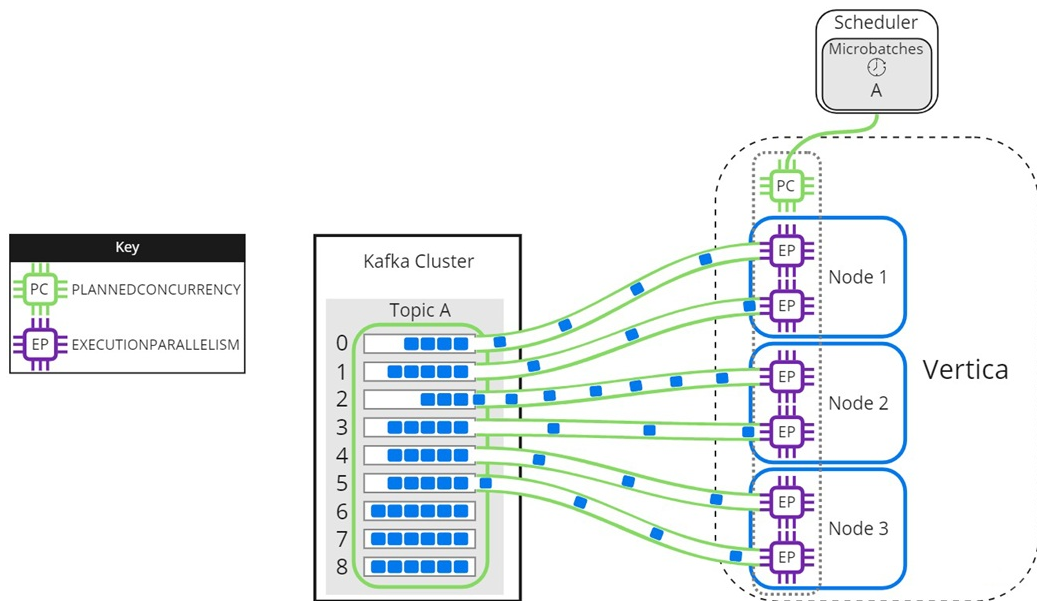 Scheduler
Microbatches
A
PC
Key
PC PLANNEDCONCURRENCY
EP EXECUTIONPARALLELISM
Kafka Cluster
Topic A
0
1
2
3
4
5
6
7
8
EP
EP
Node 1
EP
EP
Node 2
EP
EP
Node 3
Vertica